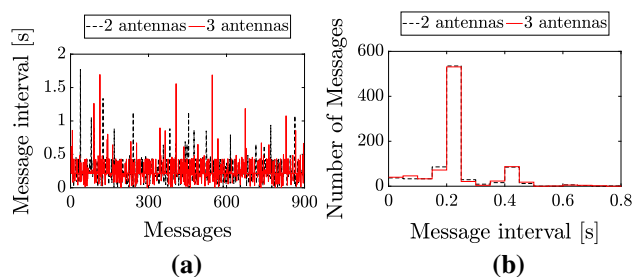 2 antennas 3 antennas
Message interval [s]
2
1.5
1
0.5
0
0 300 600 900
Messages
(a)
2 antennas 3 antennas
Number of Messages
600
400
200
0
0 0.2 0.4 0.6 0.8
Message interval [s]
(b)